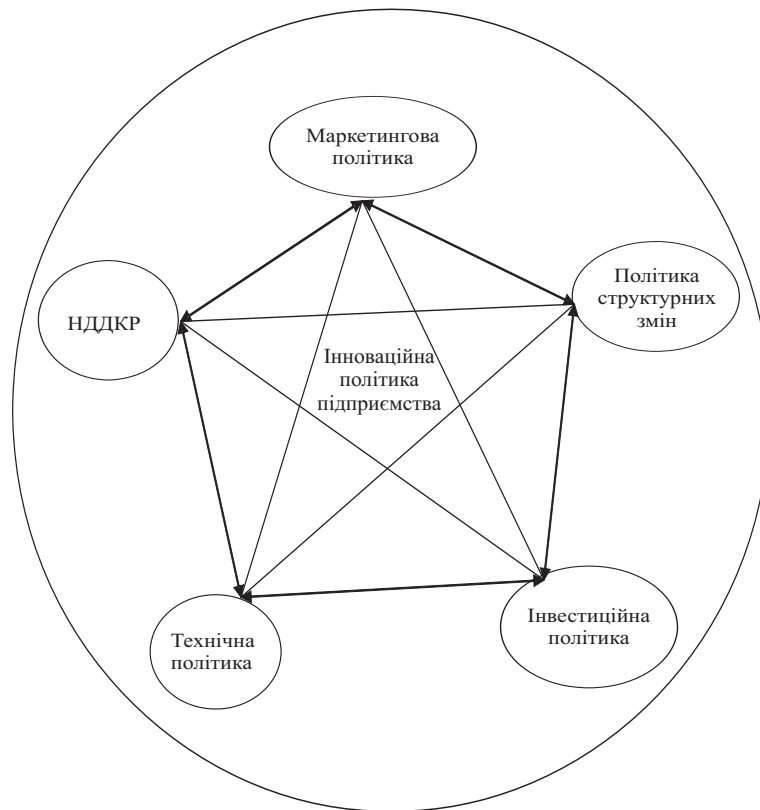 Маркетингова
політика
Політика
структурних
змін
НДДКР
Інноваційна
політика
підприємства
Інвестиційна
політика
Технічна
політика